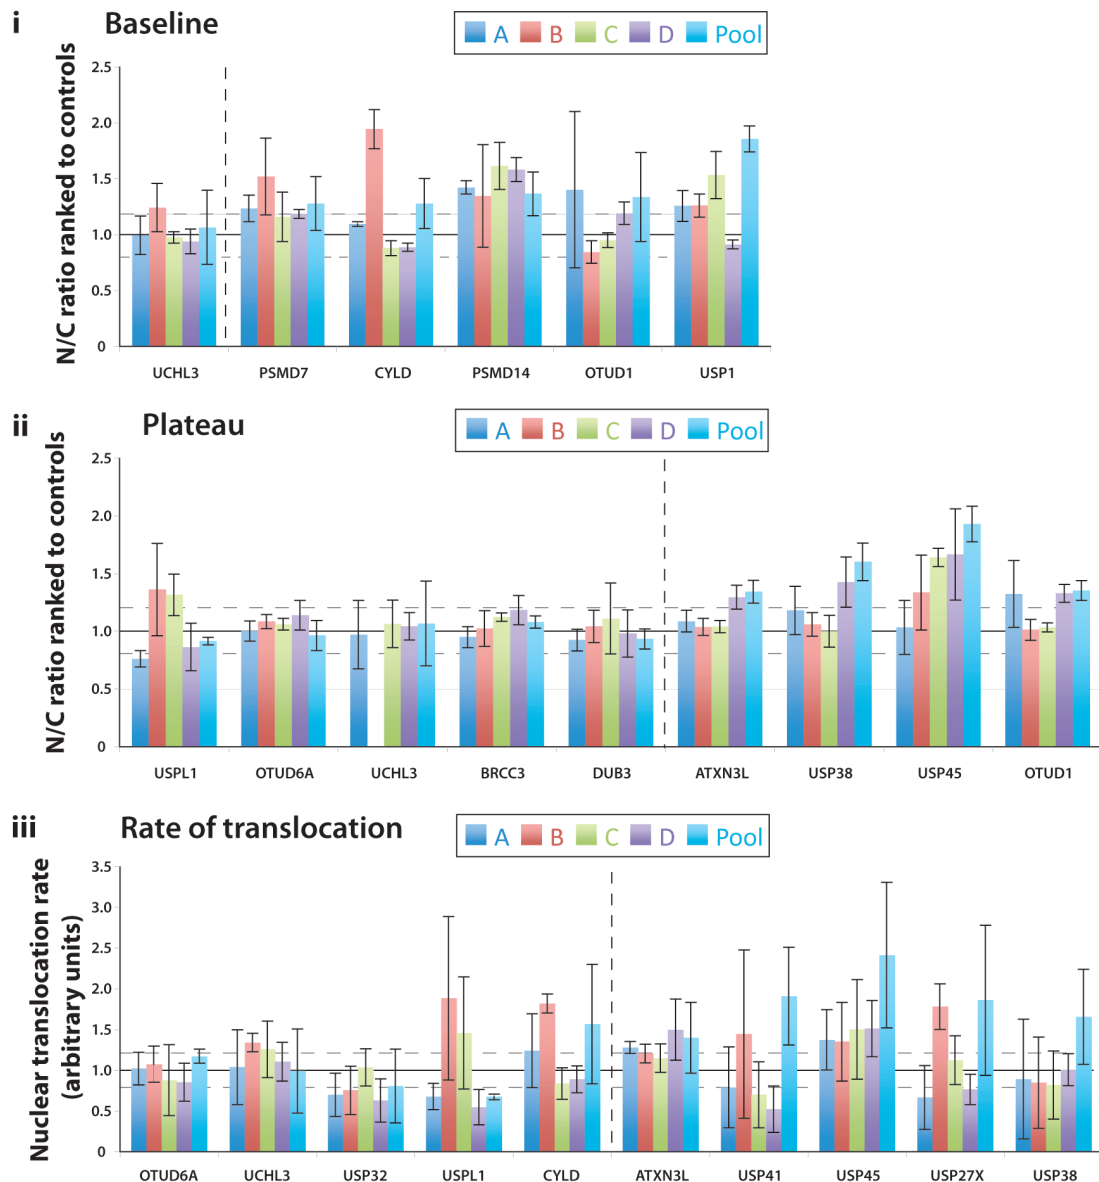 i Baseline
A B C D Pool
N/C ratio ranked to controls
2.5
2.0
1.5
1.0
0.5
0
UCHL3 PSMD7 CYLD PSMD14 OTUD1 USP1
ii Plateau
A B C D Pool
N/C ratio ranked to controls
2.5
2.0
1.5
1.0
0.5
0
USPL1 OTUD6A UCHL3 BRCC3 DUB3 ATXN3L USP38 USP45 OTUD1
iii Rate of translocation
A B C D Pool
Nuclear translocation rate
(arbitrary units)
3.5
3.0
2.5
2.0
1.5
1.0
0.5
0
OTUD6A UCHL3 USP32 USPL1 CYLD ATXN3L USP41 USP45 USP27X USP38